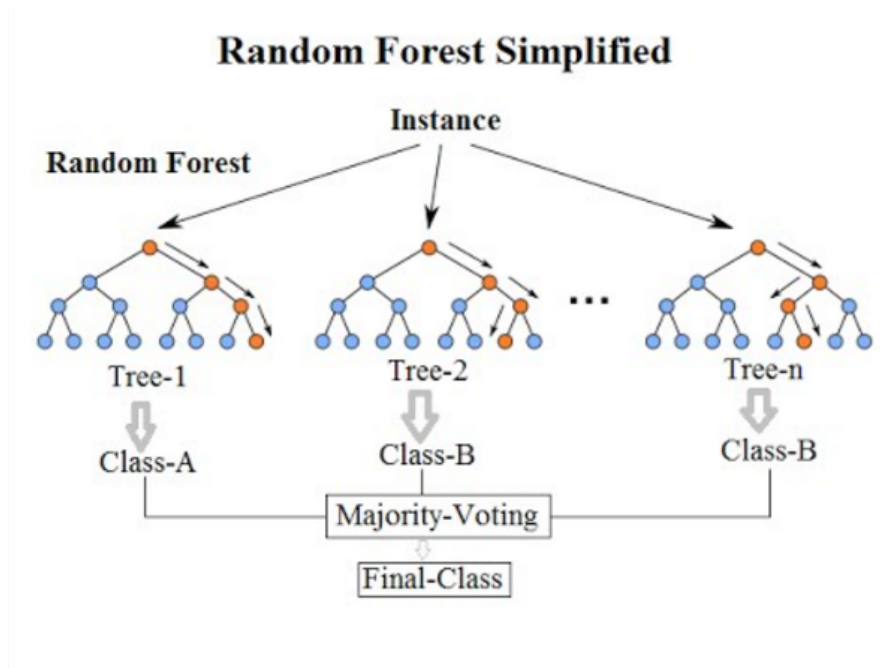 Random Forest Simplified
Instance
Random Forest
...
Tree-1
Tree-2
Tree-n
Class-A
Class-B
Class-B
Majority-Voting
Final-Class